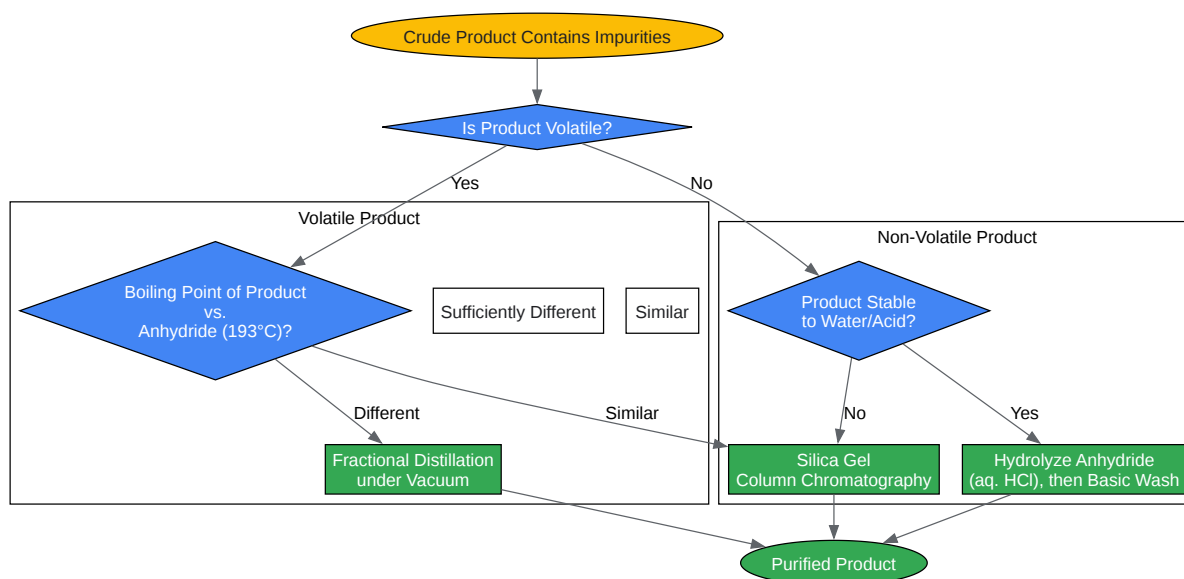 Crude Product Contains Impurities
Is Product Volatile?
Yes
No
Volatile Product
Non-Volatile Product
Boiling Point of Product
vs.
Anhydride (193°C)?
Sufficiently Different
Similar
Product Stable
to Water/Acid?
Different
Similar
No
Yes
Fractional Distillation
under Vacuum
Silica Gel
Column Chromatography
Hydrolyze Anhydride
(aq. HCl), then Basic Wash
Purified Product